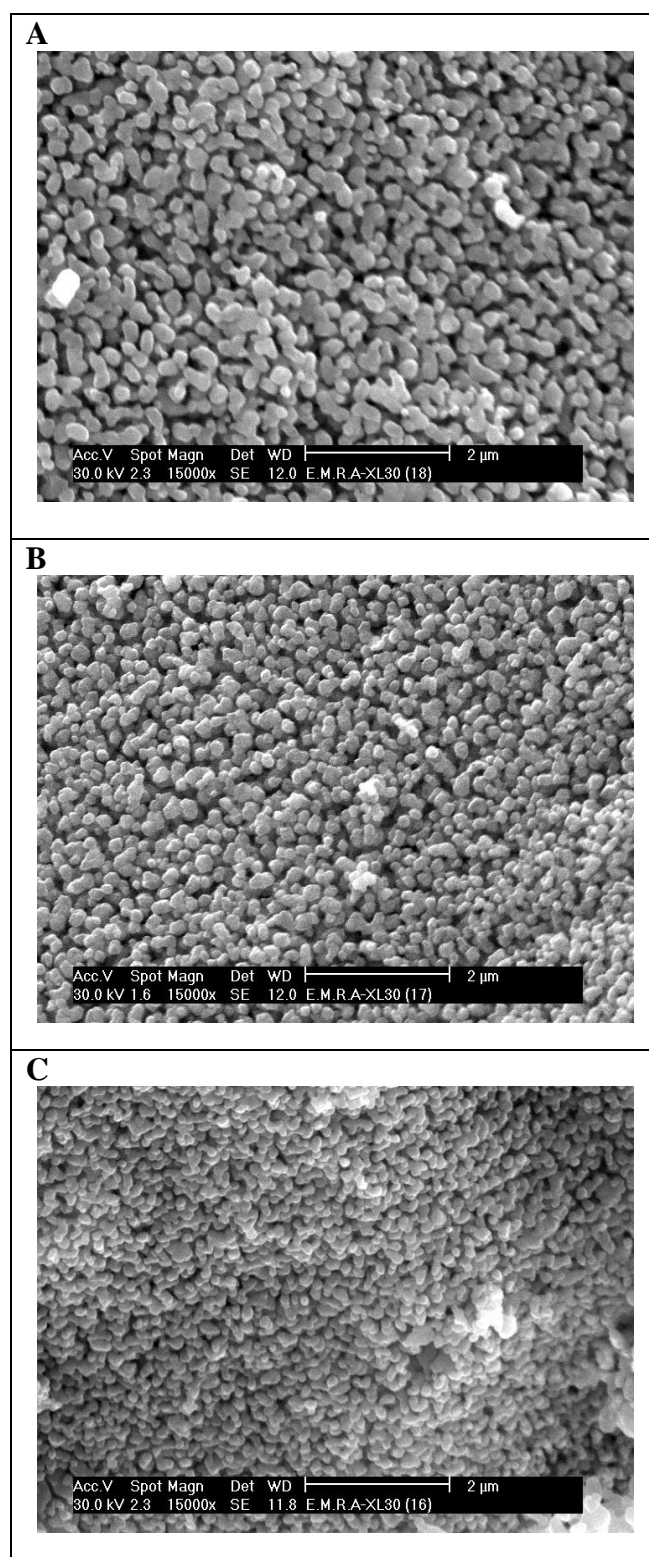 A
Acc.V Spot Magn Det WD 2 µm
30.0 kV 2.3 15000x SE 12.0 E.M.R.A-XL30 (18)
B
Acc.V Spot Magn Det WD 2 µm
30.0 kV 1.6 15000x SE 12.0 E.M.R.A-XL30 (17)
C
Acc.V Spot Magn Det WD 2 µm
30.0 kV 2.3 15000x SE 11.8 E.M.R.A-XL30 (16)